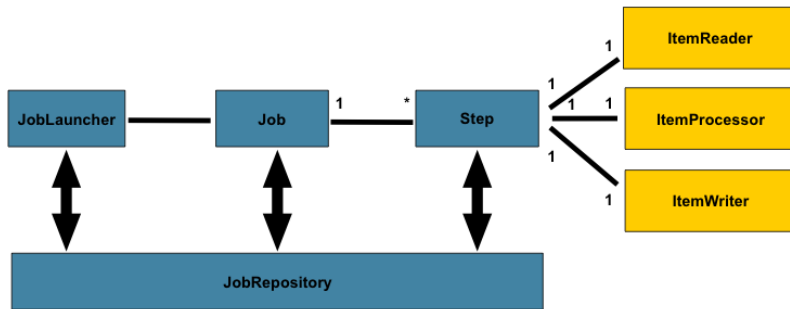 ItemReader
1
JobLauncher
Job
1
*
Step
1
1
1
ItemProcessor
1
1
ItemWriter
JobRepository